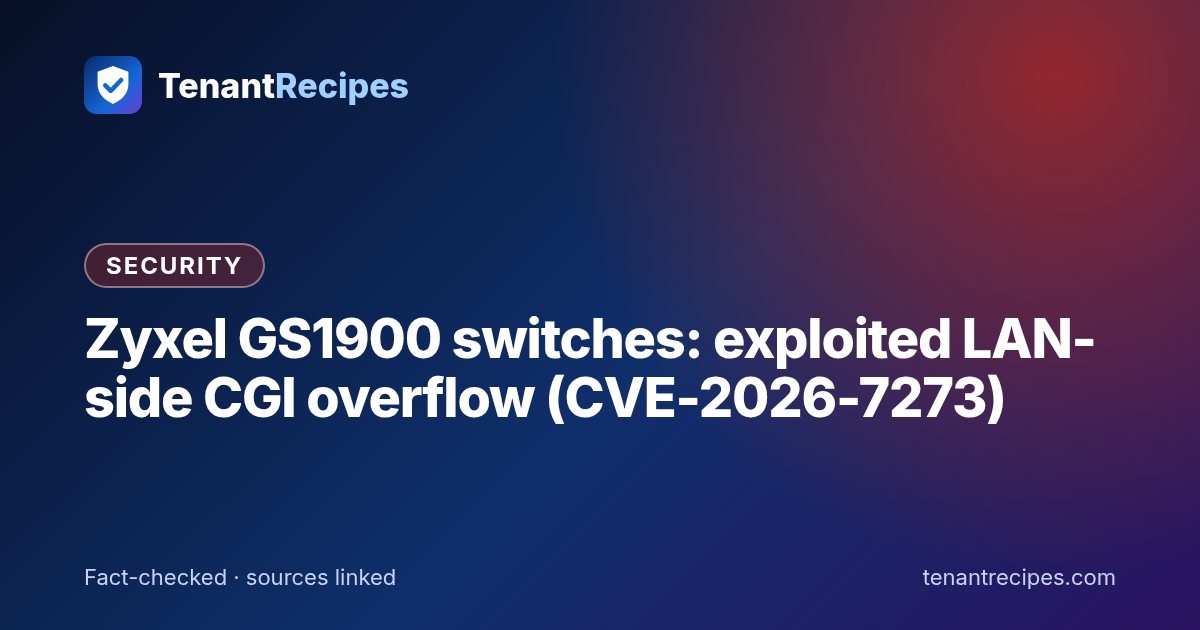 TenantRecipes
SECURITY
Zyxel GS1900 switches: exploited LAN-
side CGI overflow (CVE-2026-7273)
Fact-checked · sources linked
tenantrecipes.com